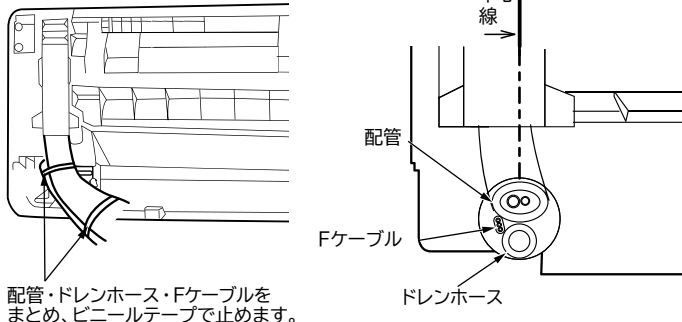 線
配管
Fケーブル
ドレンホース
配管・ドレンホース・Fケーブルを
まとめ、ビニールテープで止めます。